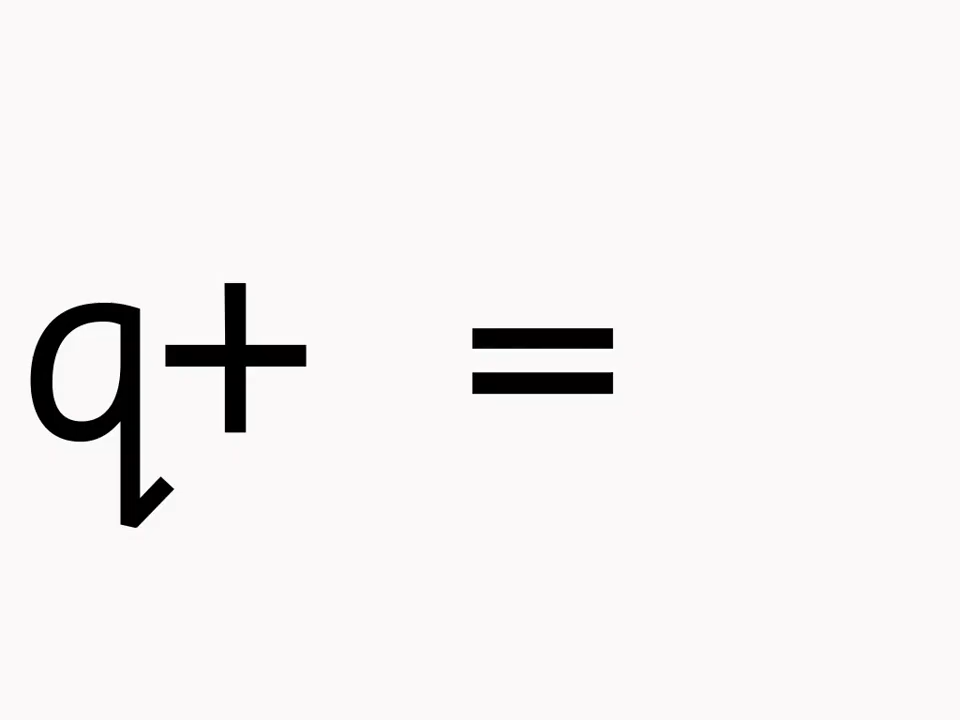 q+ =